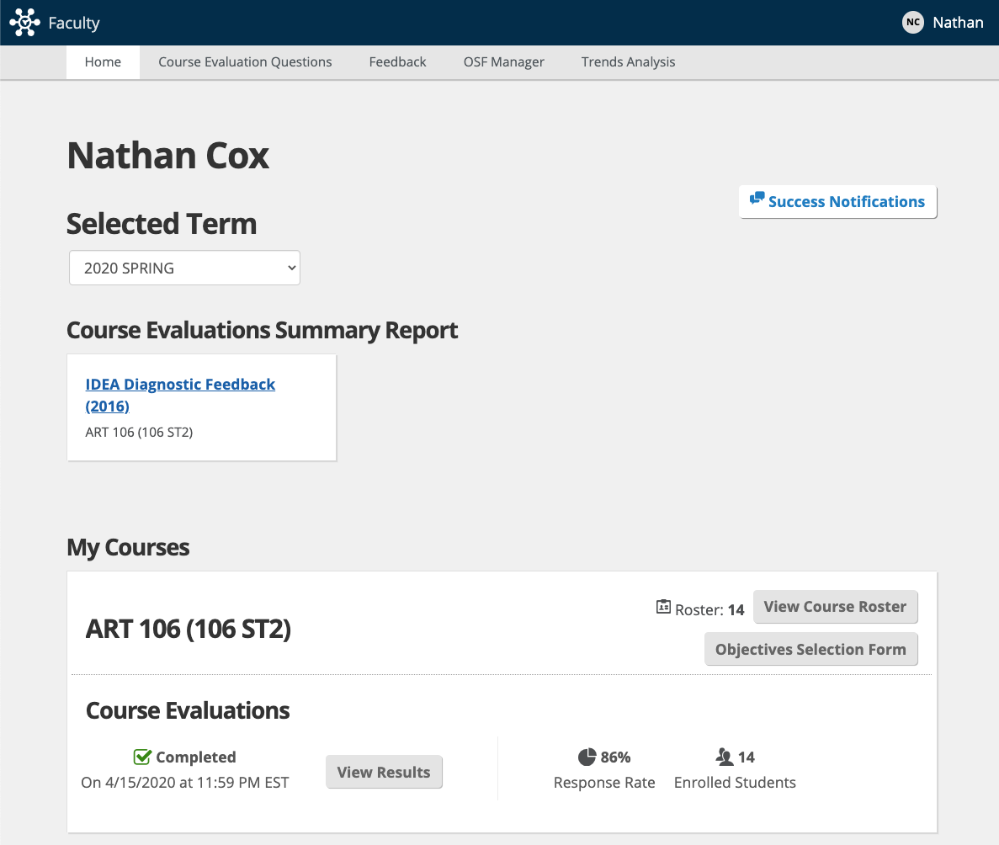 Faculty
NC Nathan
Home Course Evaluation Questions Feedback OSF Manager Trends Analysis
Nathan Cox
Success Notifications
Selected Term
2020 SPRING
Course Evaluations Summary Report
IDEA Diagnostic Feedback
(2016)
ART 106 (106 ST2)
My Courses
Roster: 14 View Course Roster
ART 106 (106 ST2)
Objectives Selection Form
Course Evaluations
Completed
On 4/15/2020 at 11:59 PM EST
View Results
86%
Response Rate
14
Enrolled Students